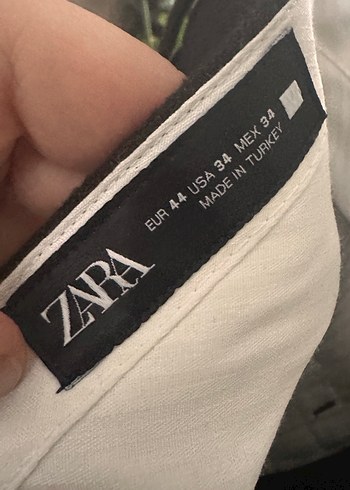 ZARA
EUR 44 USA 34 MEX 34
MADE IN TURKEY